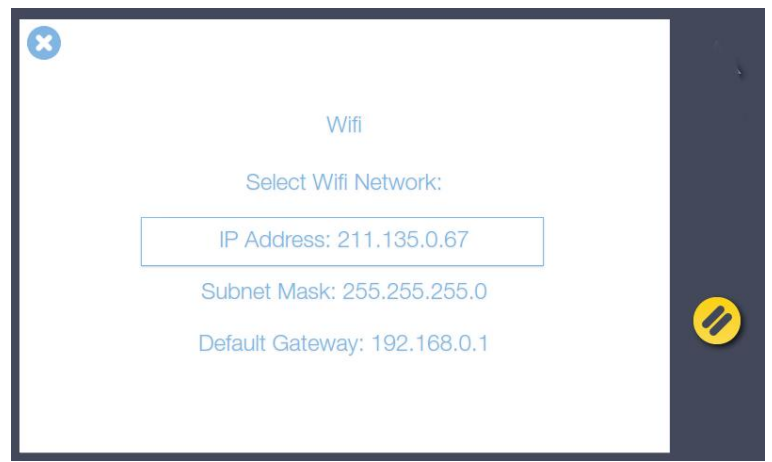 Wifi
Select Wifi Network:
IP Address: 211.135.0.67
Subnet Mask: 255.255.255.0
Default Gateway: 192.168.0.1